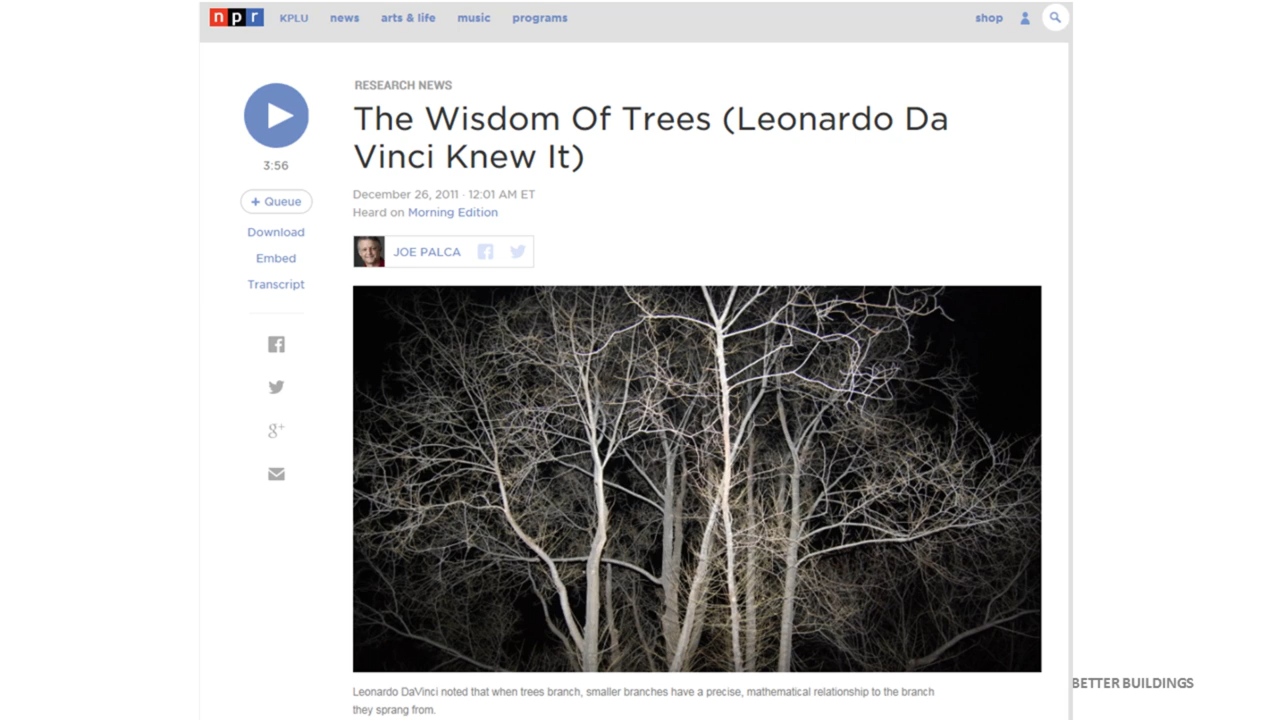 npr KPLU news arts & life music programs shop
RESEARCH NEWS
The Wisdom Of Trees (Leonardo Da
Vinci Knew It)
3:56
December 26, 2011 · 12:01 AM ET
+ Queue
Heard on Morning Edition
Download
JOE PALCA
Embed
Transcript
g+
Leonardo DaVinci noted that when trees branch, smaller branches have a precise, mathematical relationship to the branch
they sprang from.
BETTER BUILDINGS